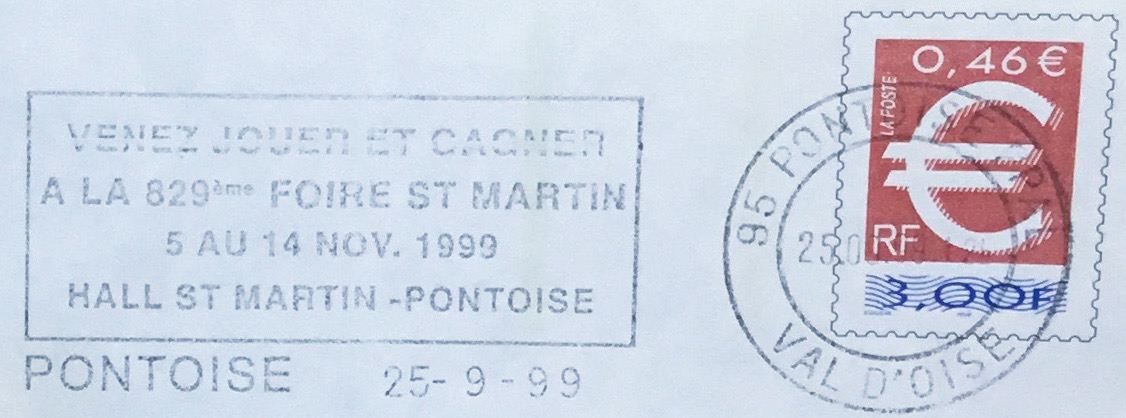 VENEZ JOUER ET GAGNER
A LA 829ème FOIRE ST MARTIN
5 AU 14 NOV. 1999
HALL ST MARTIN -PONTOISE
PONTOISE 25-9-99
95 PONTOISE
VAL D'OISE
0,46 €
LA POSTE
€
RF
3,00F